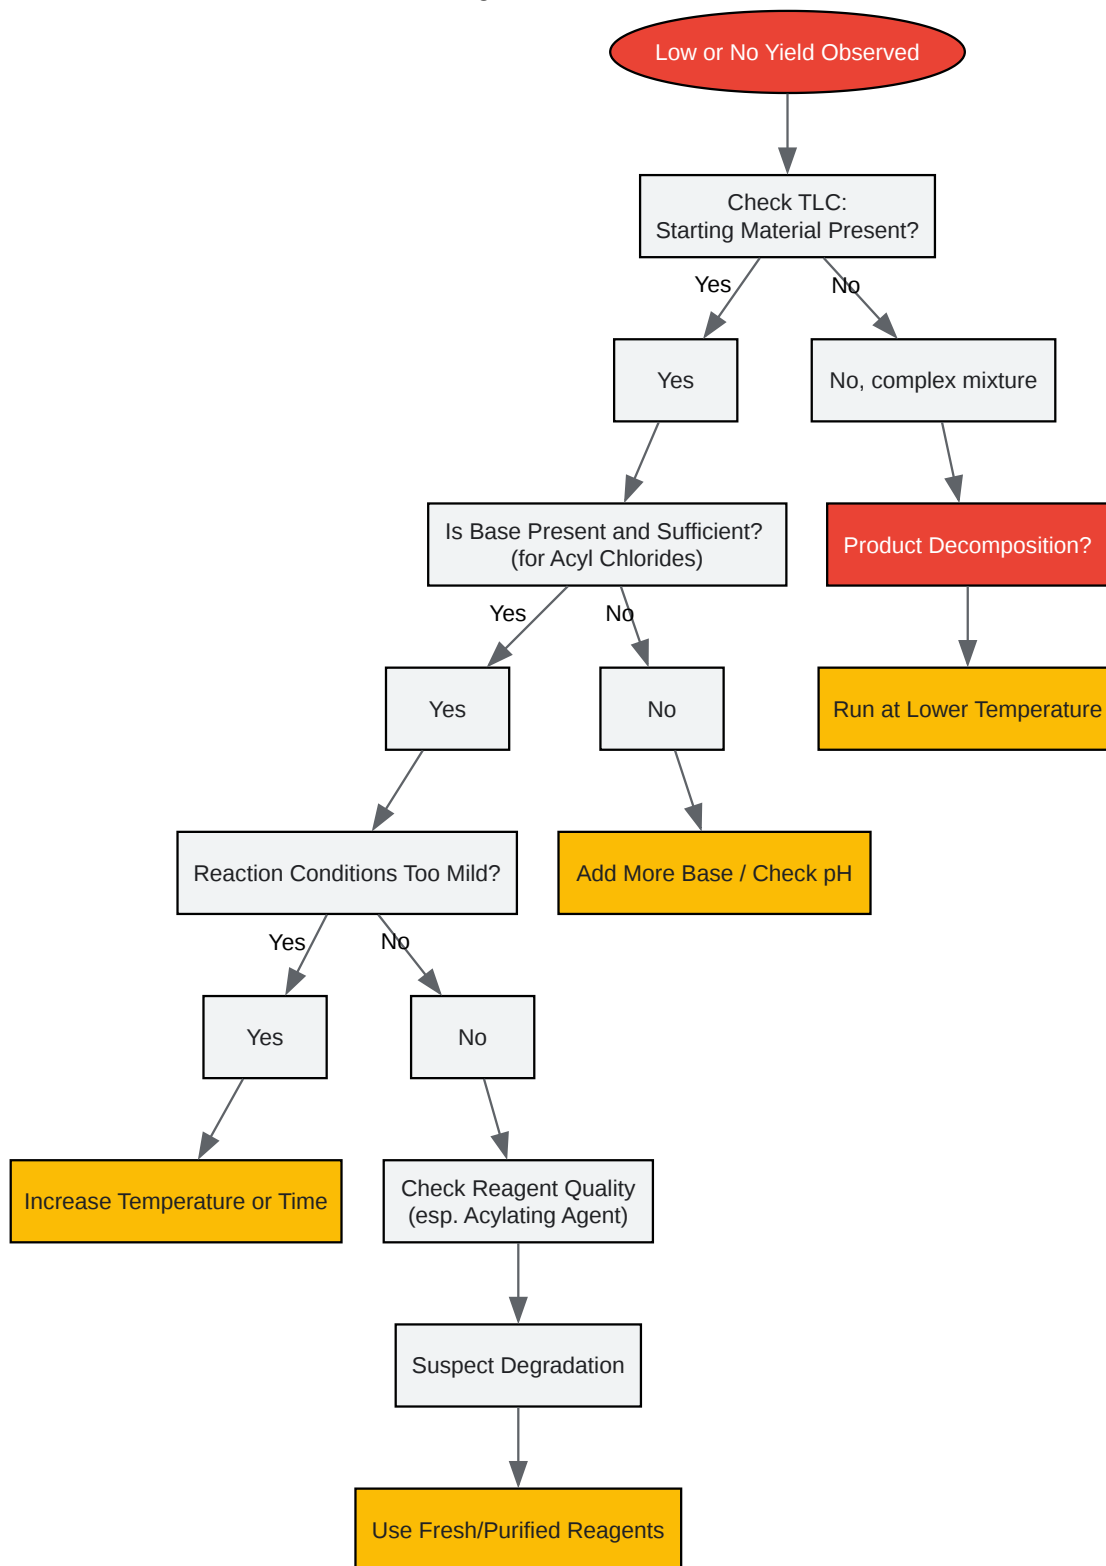 Low or No Yield Observed
Check TLC:
Starting Material Present?
Yes
No
Yes
No, complex mixture
Is Base Present and Sufficient?
(for Acyl Chlorides)
Product Decomposition?
Yes
No
Yes
No
Run at Lower Temperature
Reaction Conditions Too Mild?
Add More Base / Check pH
Yes
No
Yes
No
Increase Temperature or Time
Check Reagent Quality
(esp. Acylating Agent)
Suspect Degradation
Use Fresh/Purified Reagents